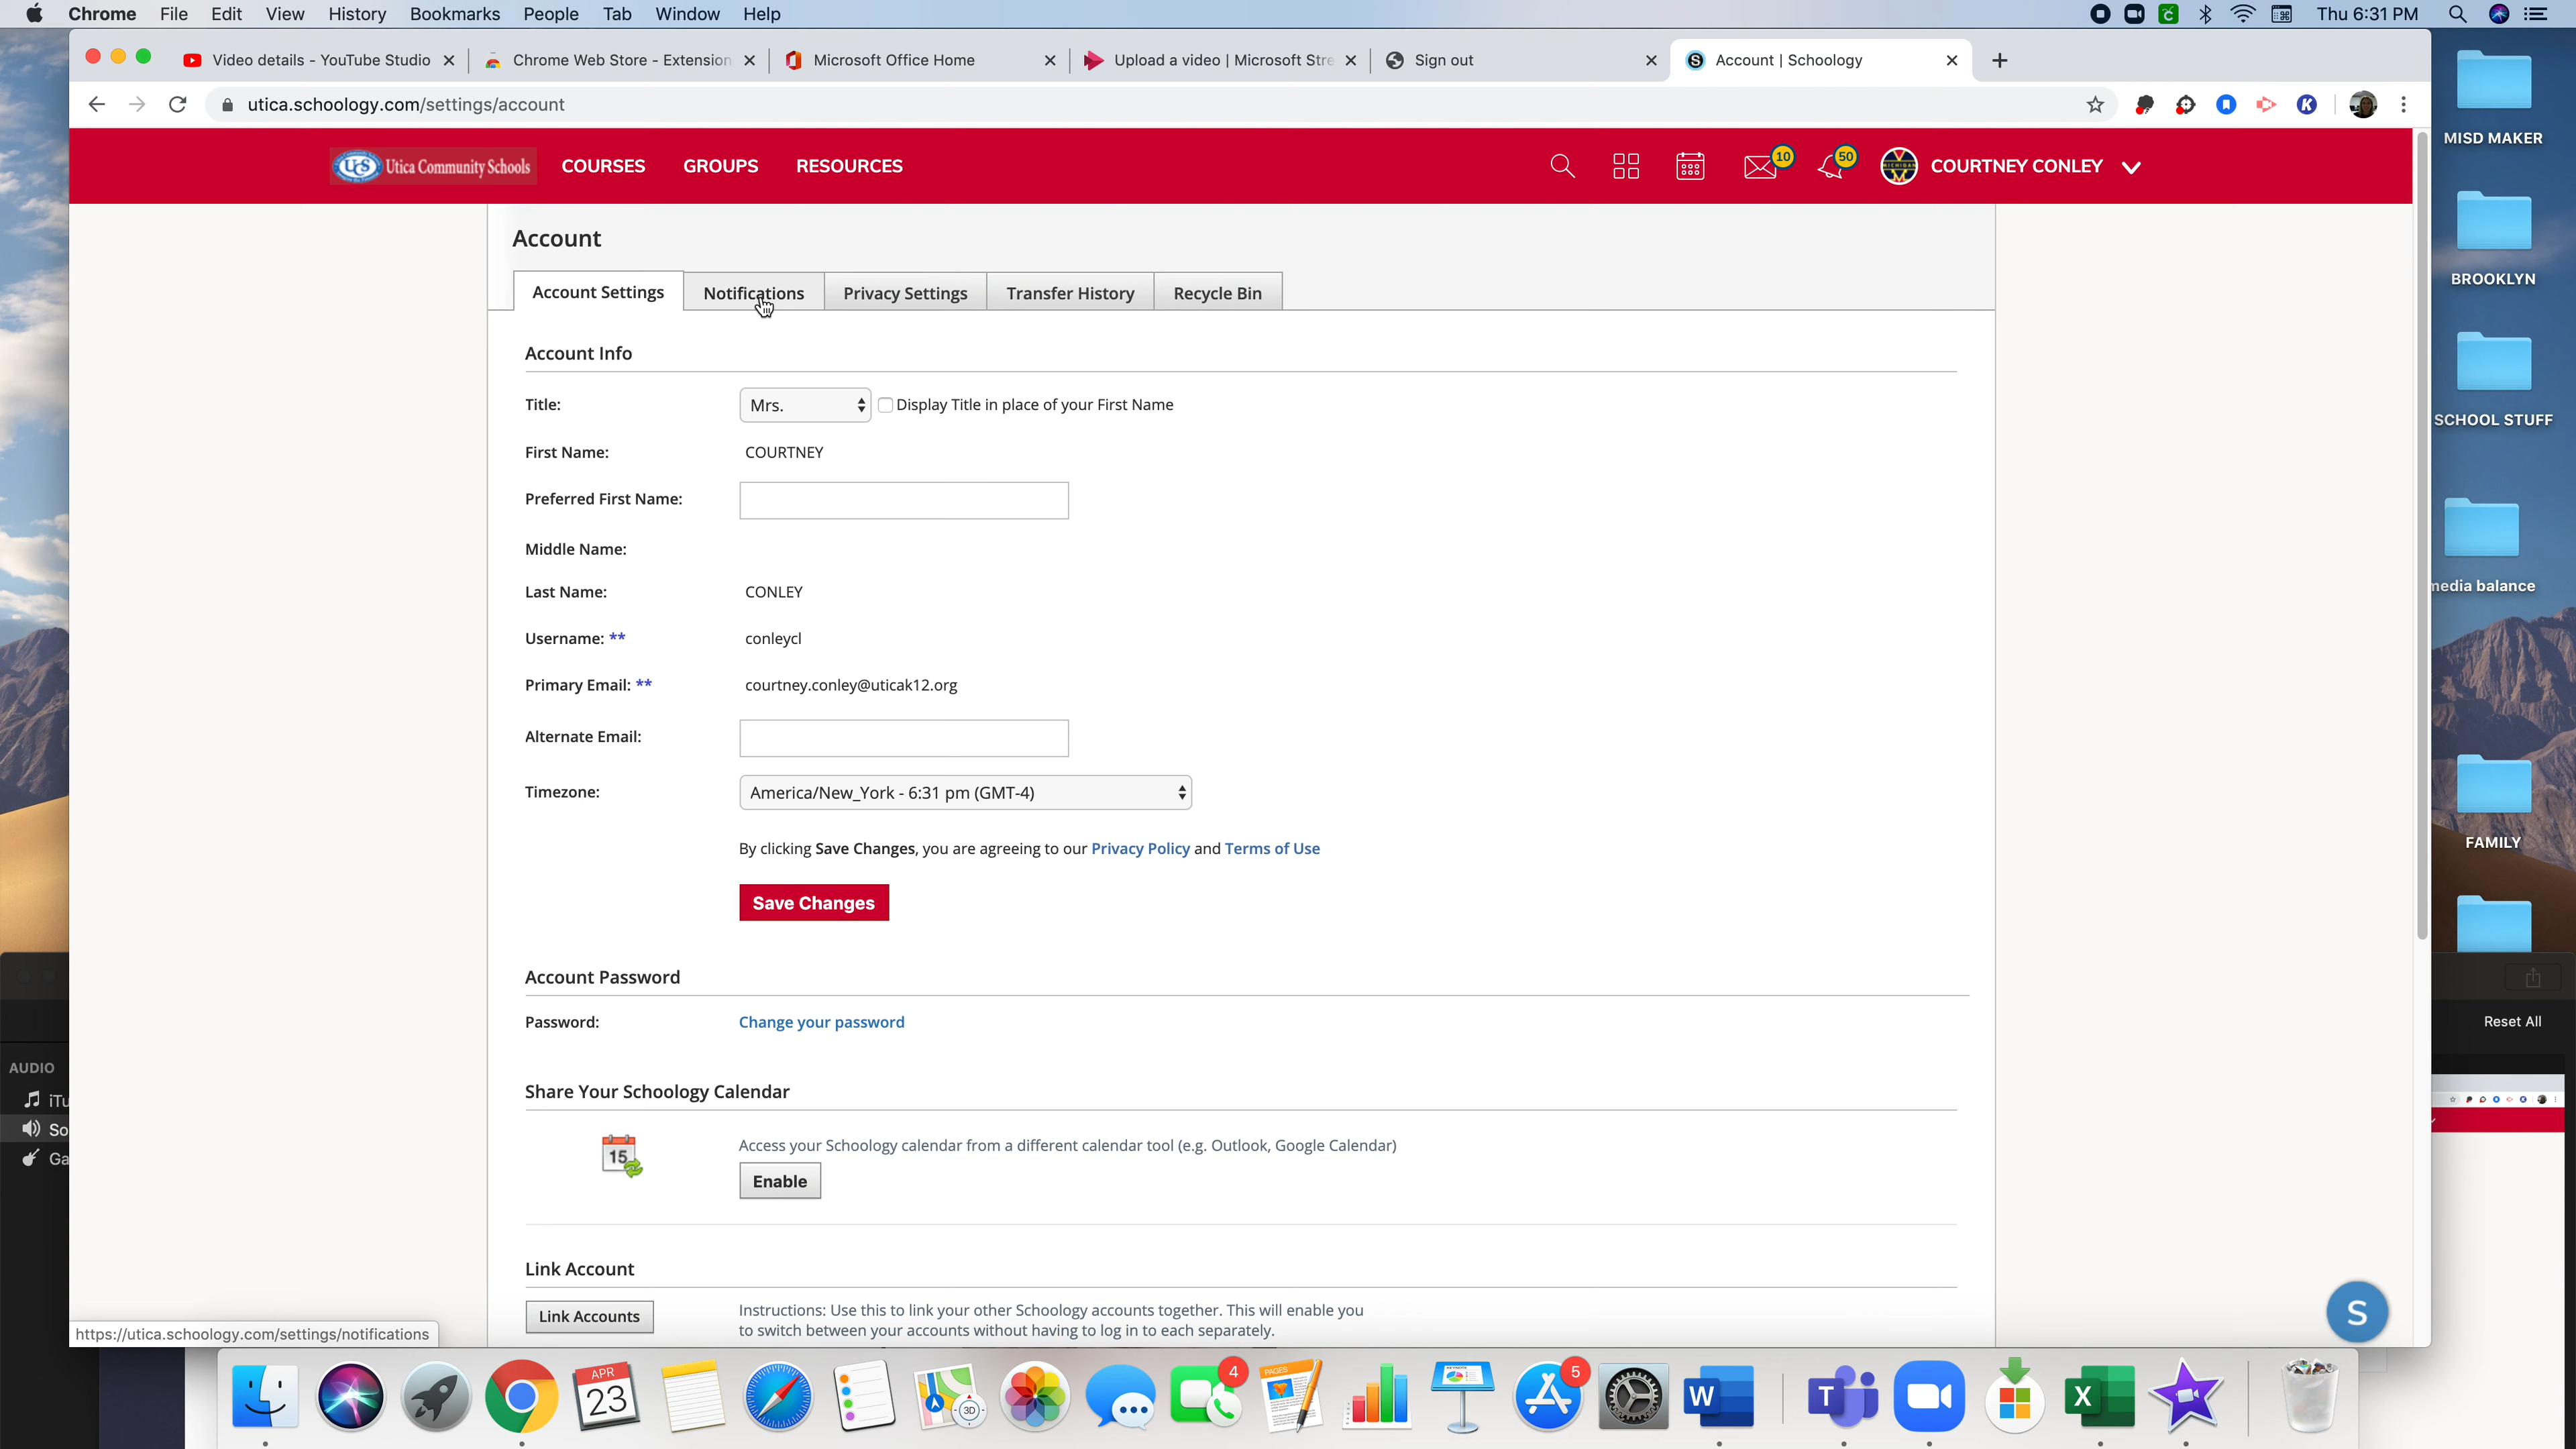 Chrome File Edit View History Bookmarks People Tab Window Help Thu 6:31 PM
Video details - YouTube Studio Chrome Web Store - Extension Microsoft Office Home Upload a video | Microsoft Stre Sign out Account | Schoology
utica.schoology.com/settings/account
UCS Utica Community Schools COURSES GROUPS RESOURCES 10 50 COURTNEY CONLEY
MISD MAKER
BROOKLYN
SCHOOL STUFF
media balance
FAMILY
Account
Account Settings Notifications Privacy Settings Transfer History Recycle Bin
Account Info
Title: Mrs. Display Title in place of your First Name
First Name: COURTNEY
Preferred First Name:
Middle Name:
Last Name: CONLEY
Username: ** conleycl
Primary Email: ** courtney.conley@uticak12.org
Alternate Email:
Timezone: America/New_York - 6:31 pm (GMT-4)
By clicking Save Changes, you are agreeing to our Privacy Policy and Terms of Use
Save Changes
Account Password
Password: Change your password
Share Your Schoology Calendar
15 Access your Schoology calendar from a different calendar tool (e.g. Outlook, Google Calendar)
Enable
Link Account
Link Accounts Instructions: Use this to link your other Schoology accounts together. This will enable you
to switch between your accounts without having to log in to each separately.
https://utica.schoology.com/settings/notifications
S
Reset All
AUDIO
iTu
So
Ga
APR
23
3D
4
PAGES
KEYNOTE
5
W
T
X